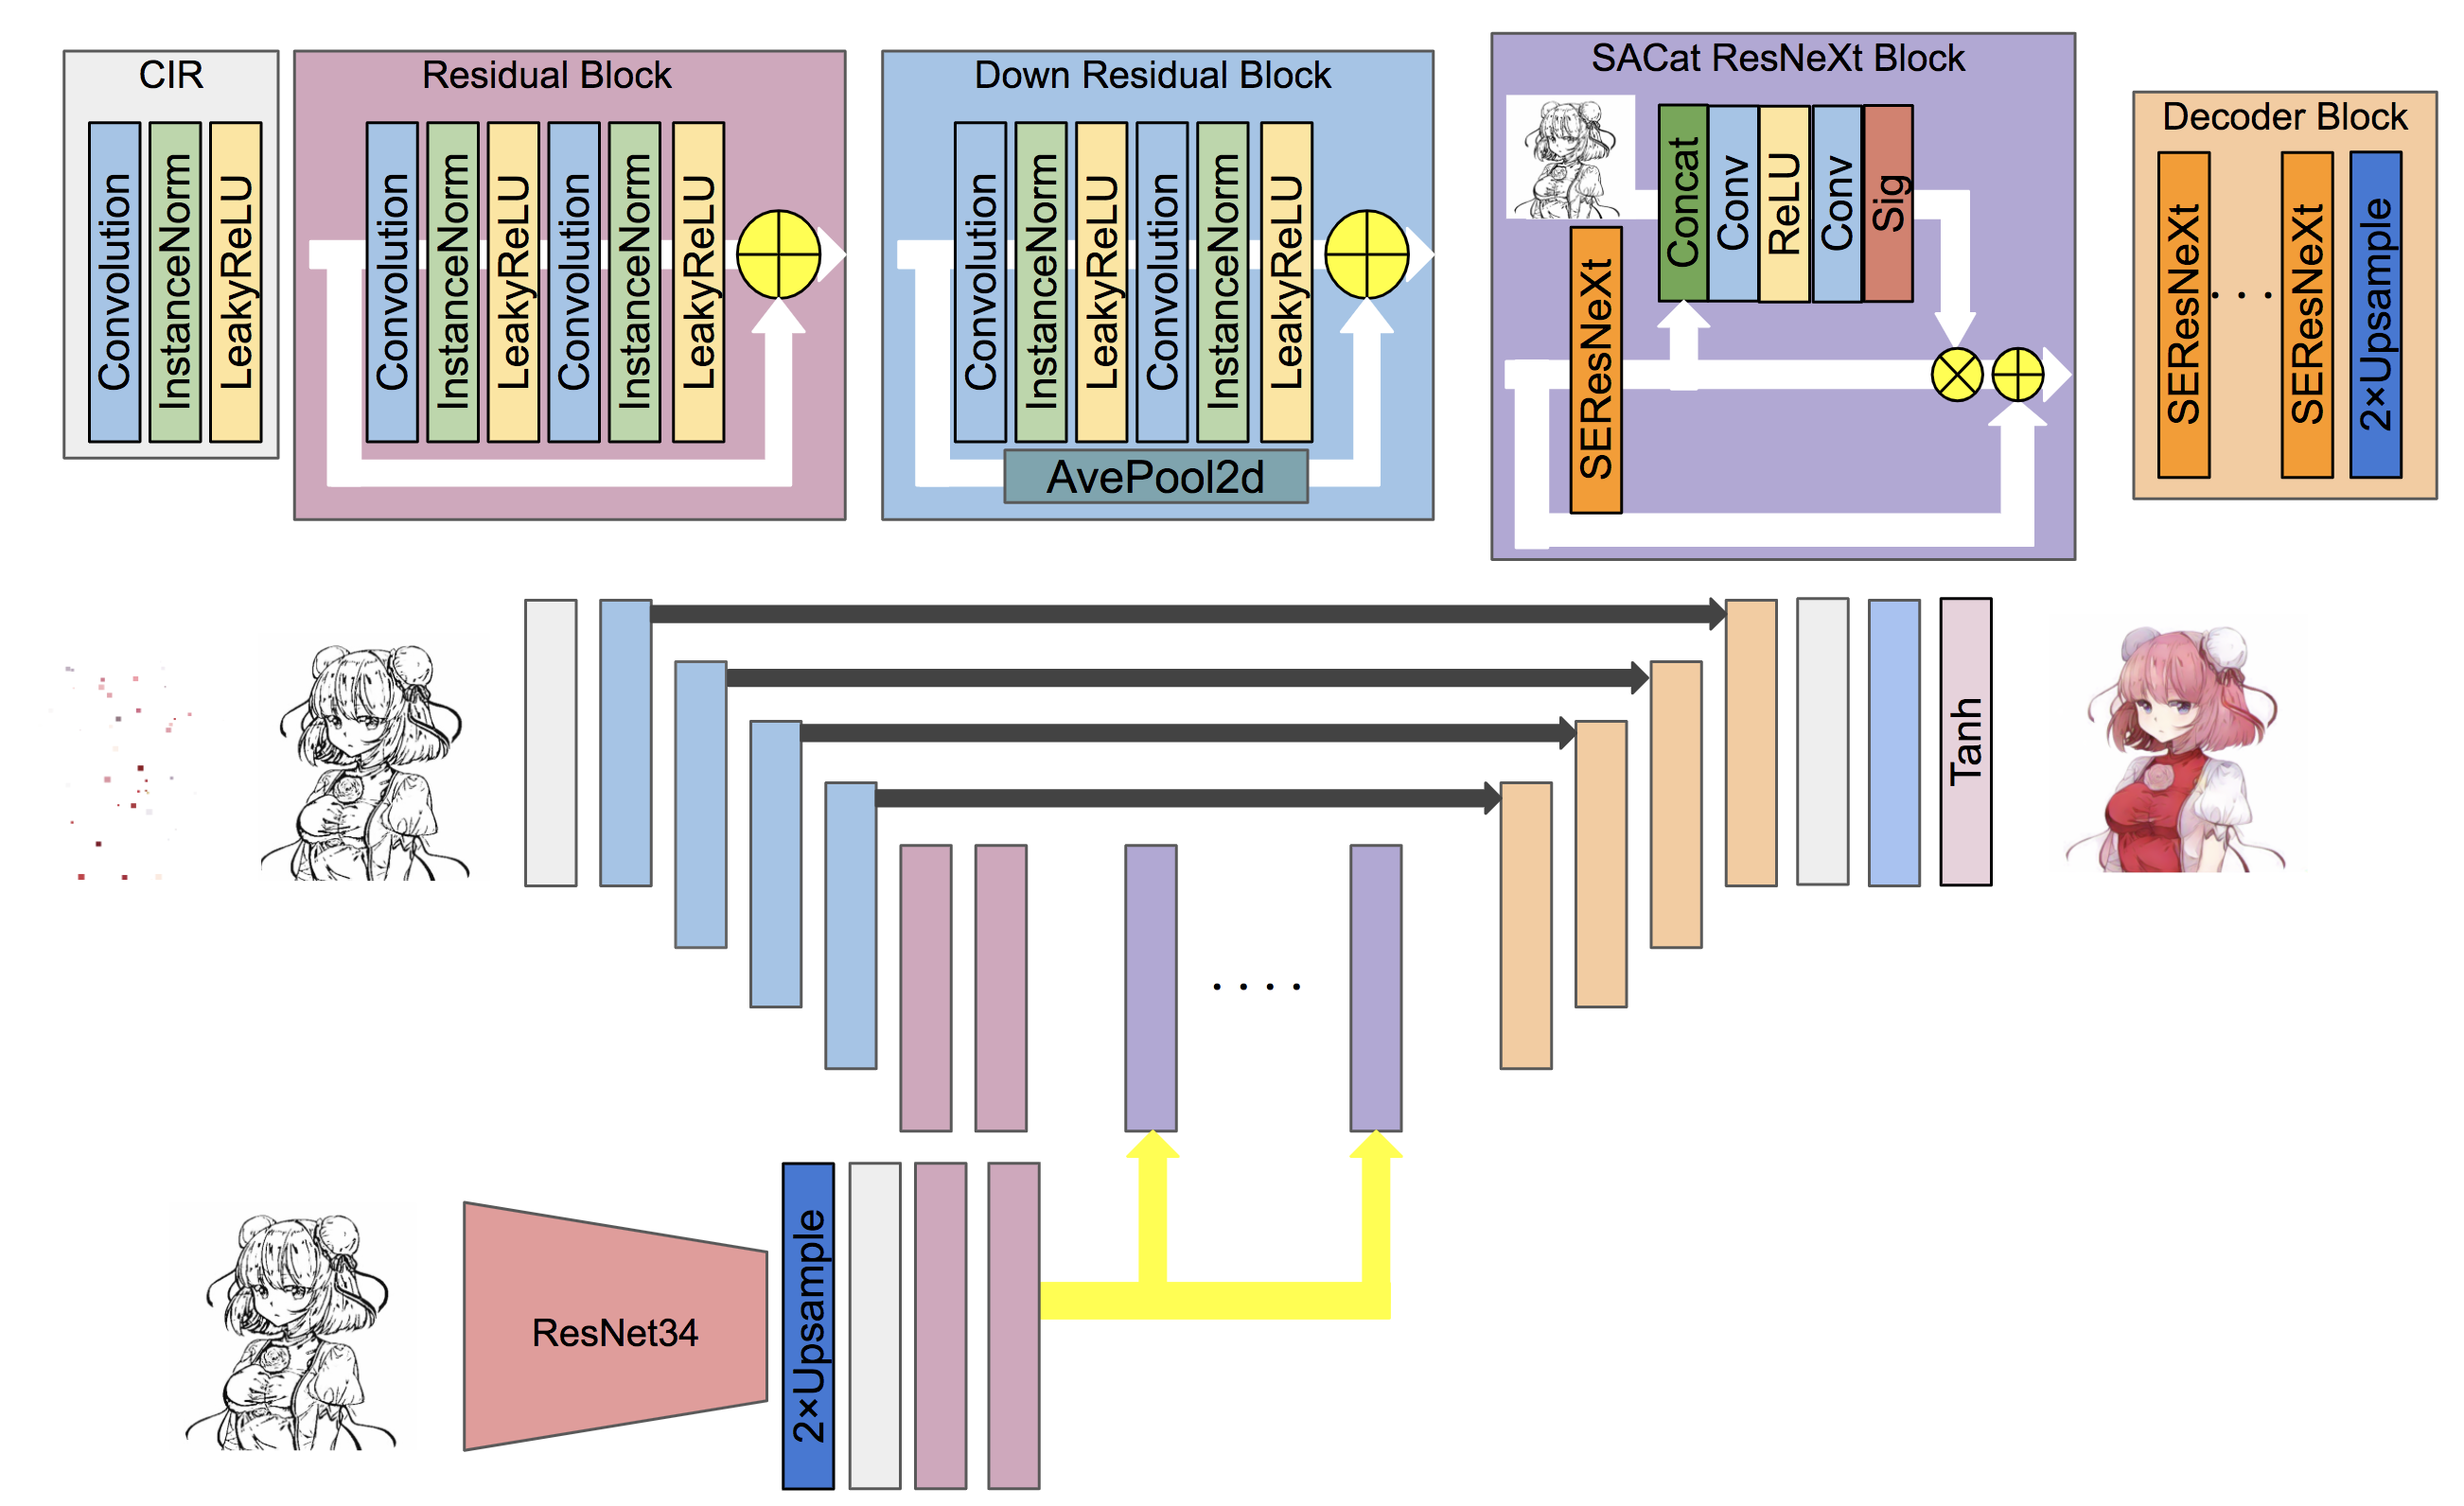 CIR
Convolution
InstanceNorm
LeakyReLU
Residual Block
Convolution
InstanceNorm
LeakyReLU
Convolution
InstanceNorm
LeakyReLU
Down Residual Block
Convolution
InstanceNorm
LeakyReLU
Convolution
InstanceNorm
LeakyReLU
AvePool2d
SACat ResNeXt Block
SEResNeXt
Concat
Conv
ReLU
Conv
Sig
Decoder Block
SEResNeXt
. . .
SEResNeXt
2×Upsample
Tanh
. . . .
ResNet34
2×Upsample